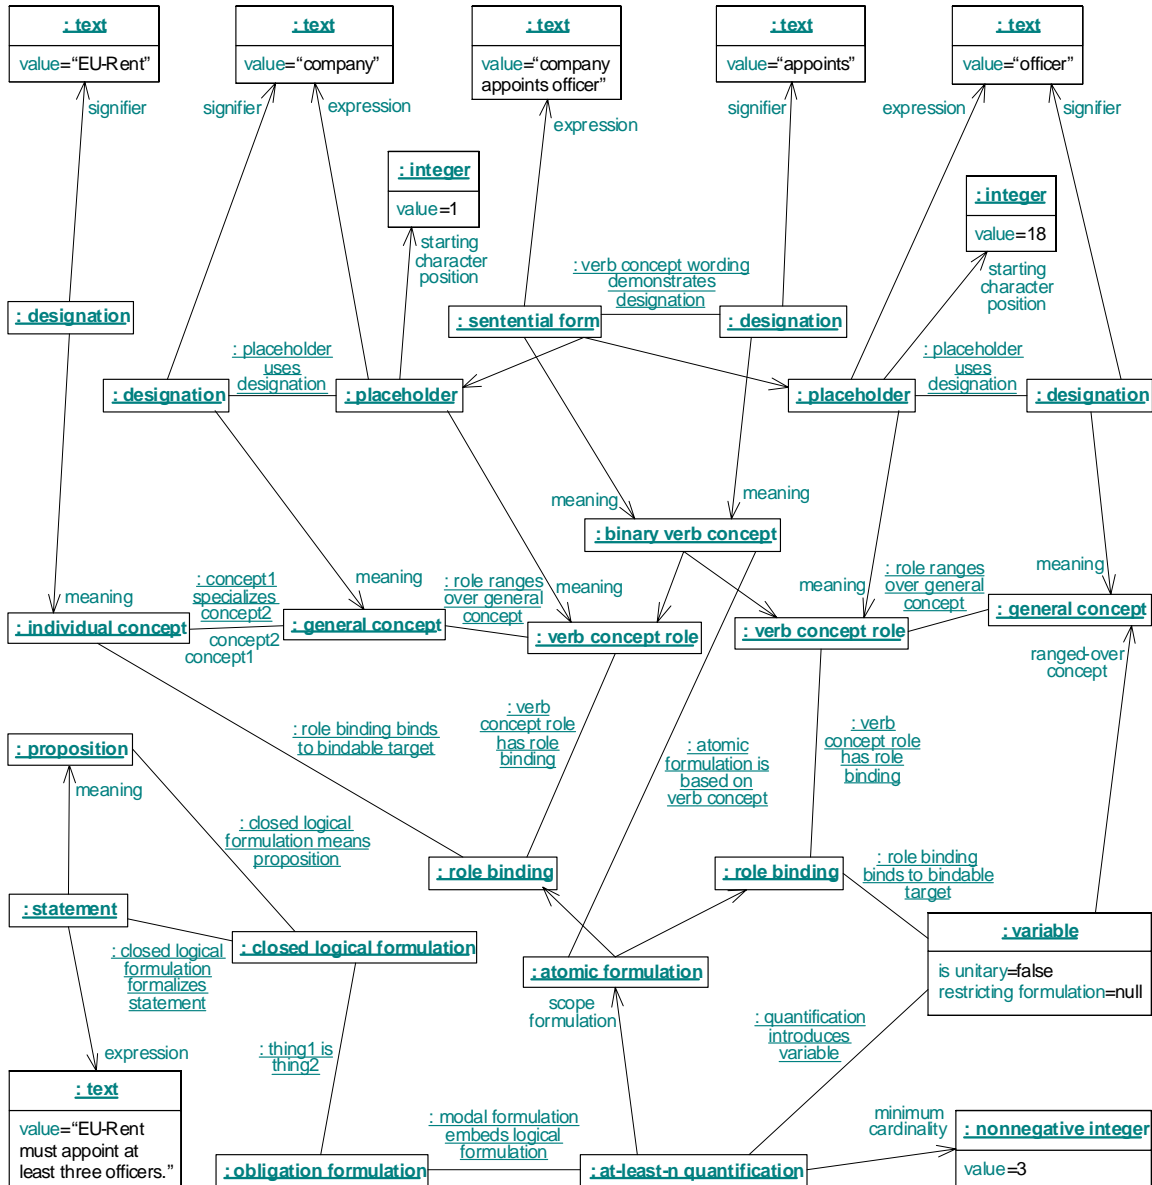 : text
value=“EU-Rent”
: text
value=“company”
: text
value=“company
appoints officer”
: text
value=“appoints”
: text
value=“officer”
signifier
signifier
expression
expression
signifier
expression
signifier
: integer
value=1
: integer
value=18
starting
character
position
: verb concept wording
demonstrates
designation
starting
character
position
: designation
: sentential form
: designation
: placeholder
uses
designation
: placeholder
uses
designation
: designation
: placeholder
: placeholder
: designation
meaning
meaning
: binary verb concept
meaning
: concept1
specializes
concept2
meaning
: role ranges
over general
concept
meaning
meaning
: role ranges
over general
concept
meaning
: individual concept
: general concept
: verb concept role
: verb concept role
: general concept
concept2
concept1
ranged-over
concept
: role binding binds
to bindable target
: verb
concept role
has role
binding
: atomic
formulation is
based on
verb concept
: verb
concept role
has role
binding
: proposition
meaning
: closed logical
formulation means
proposition
: role binding
: role binding
: role binding
binds to bindable
target
: statement
: closed logical formulation
: atomic formulation
: variable
is unitary=false
restricting formulation=null
: closed logical
formulation
formalizes
statement
scope
formulation
: quantification
introduces
variable
expression
: thing1 is
thing2
: text
value=“EU-Rent
must appoint at
least three officers.”
: modal formulation
embeds logical
formulation
minimum
cardinality
: obligation formulation
: at-least-n quantification
: nonnegative integer
value=3